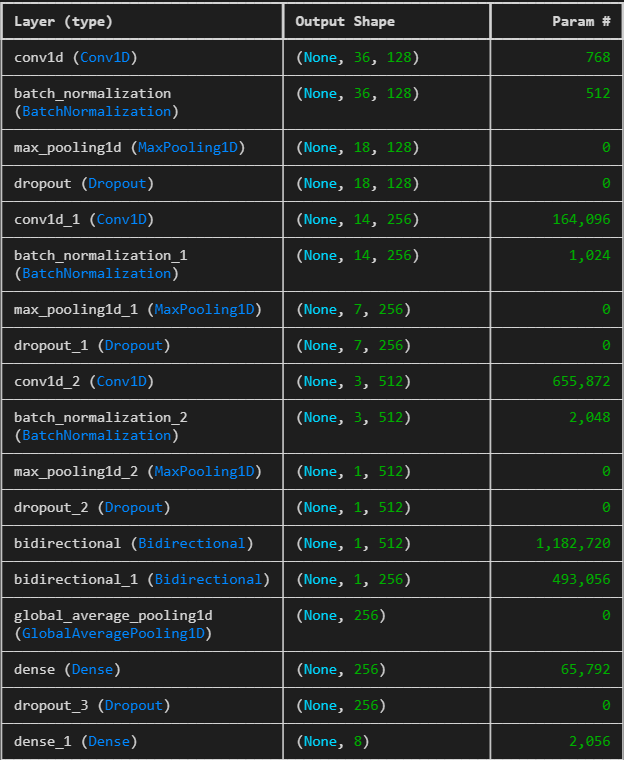 Layer (type) Output Shape Param #
conv1d (Conv1D) (None, 36, 128) 768
batch_normalization (None, 36, 128) 512
(BatchNormalization)
max_pooling1d (MaxPooling1D) (None, 18, 128) 0
dropout (Dropout) (None, 18, 128) 0
conv1d_1 (Conv1D) (None, 14, 256) 164,096
batch_normalization_1 (None, 14, 256) 1,024
(BatchNormalization)
max_pooling1d_1 (MaxPooling1D) (None, 7, 256) 0
dropout_1 (Dropout) (None, 7, 256) 0
conv1d_2 (Conv1D) (None, 3, 512) 655,872
batch_normalization_2 (None, 3, 512) 2,048
(BatchNormalization)
max_pooling1d_2 (MaxPooling1D) (None, 1, 512) 0
dropout_2 (Dropout) (None, 1, 512) 0
bidirectional (Bidirectional) (None, 1, 512) 1,182,720
bidirectional_1 (Bidirectional) (None, 1, 256) 493,056
global_average_pooling1d (None, 256) 0
(GlobalAveragePooling1D)
dense (Dense) (None, 256) 65,792
dropout_3 (Dropout) (None, 256) 0
dense_1 (Dense) (None, 8) 2,056